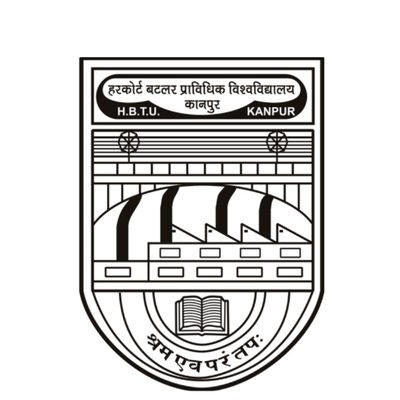 हरकोर्ट बटलर प्राविधिक विश्वविद्यालय
कानपुर
H.B.T.U. KANPUR
श्रम एव परं तपः